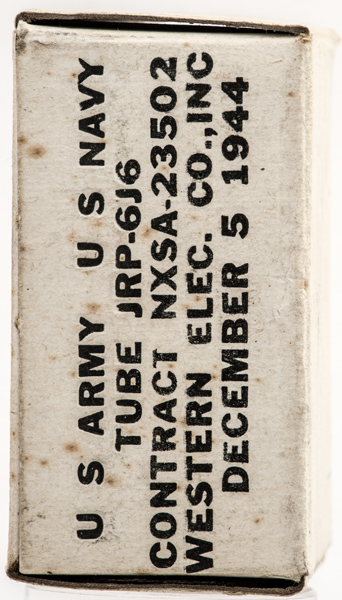 U S ARMY U S NAVY
TUBE JRP-6J6
CONTRACT NXSA-23502
WESTERN ELEC. CO.,INC
DECEMBER 5 1944